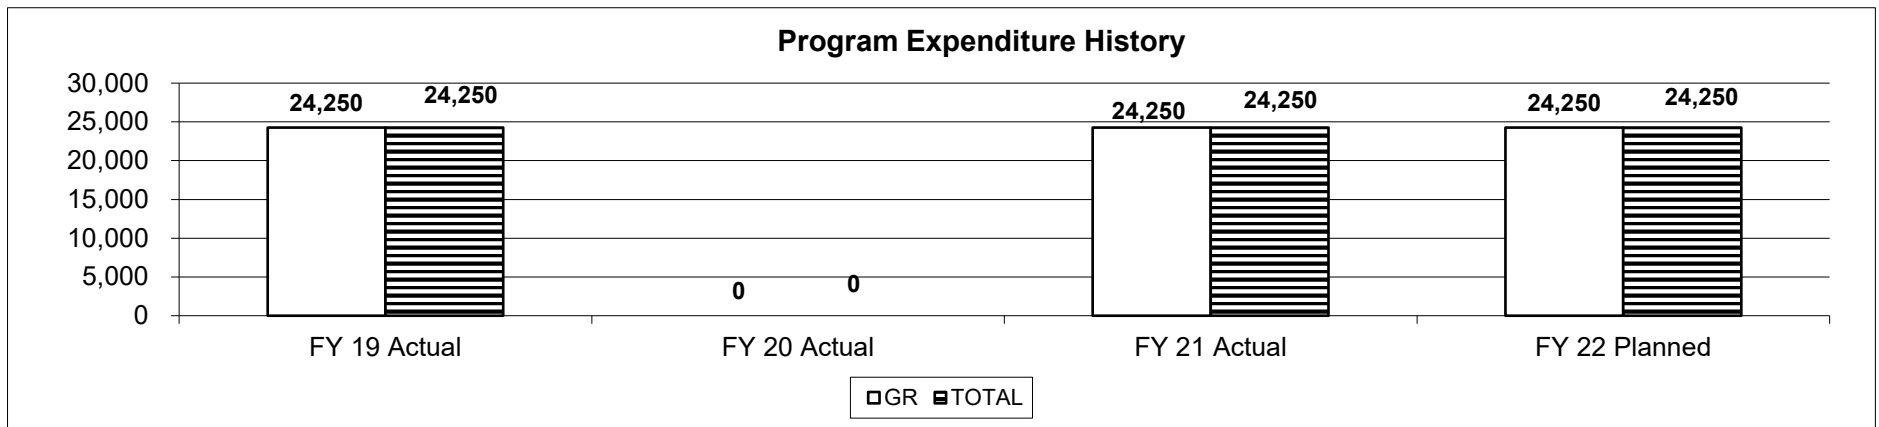 Program Expenditure History
30,000
25,000
20,000
15,000
10,000
5,000
0
24,250
24,250
0
0
24,250
24,250
24,250
24,250
FY 19 Actual
FY 20 Actual
FY 21 Actual
FY 22 Planned
GR TOTAL